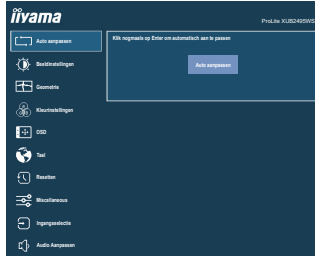 iiyama
ProLite XUB2495WS
Auto aanpassen
Klik nogmaals op Enter om automatisch aan te passen
Auto aanpassen
Beeldinstellingen
Geometrie
Kleurinstellingen
OSD
Taal
Resetten
Miscellaneous
Ingangsselectie
Audio Aanpassen